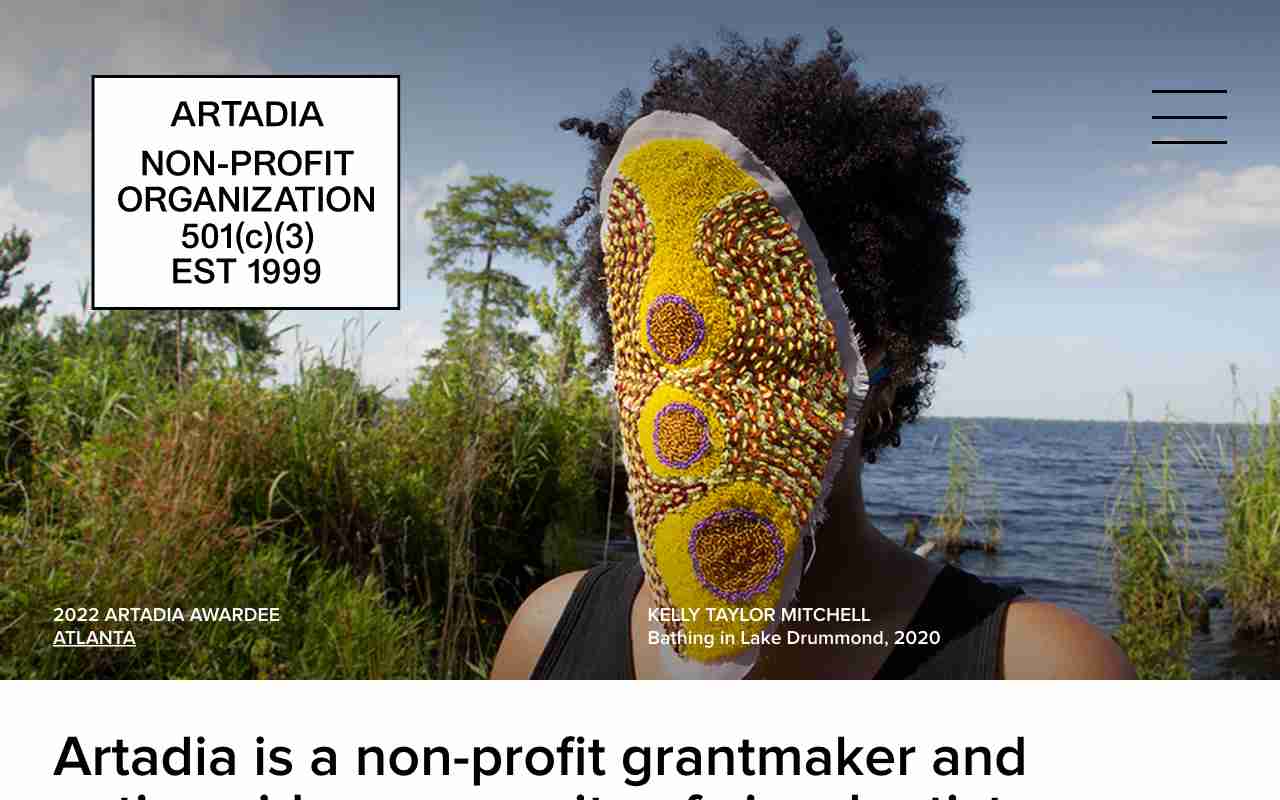 ARTADIA
NON-PROFIT
ORGANIZATION
501(c)(3)
EST 1999
2022 ARTADIA AWARDEE
ATLANTA
KELLY TAYLOR MITCHELL
Bathing in Lake Drummond, 2020
Artadia is a non-profit grantmaker and